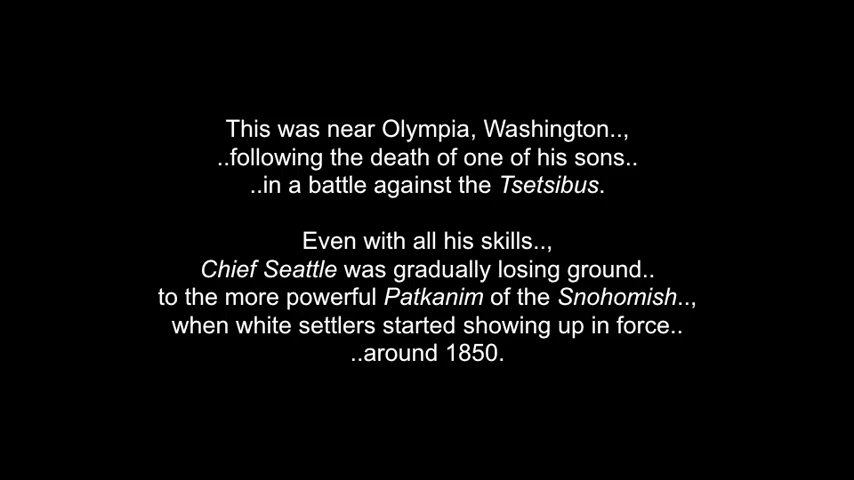 This was near Olympia, Washington..,
..following the death of one of his sons..
..in a battle against the Tsetsibus.
Even with all his skills..,
Chief Seattle was gradually losing ground..
to the more powerful Patkanim of the Snohomish..,
when white settlers started showing up in force..
..around 1850.